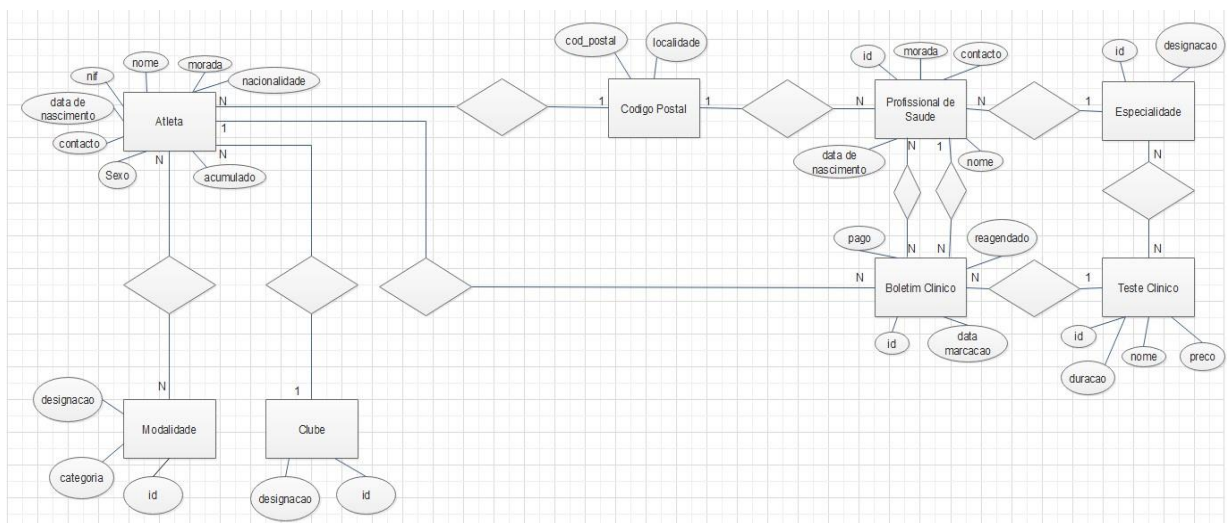 cod_postal
localidade
id
morada
contacto
id
designacao
nome
morada
nif
nacionalidade
data de
nascimento
N
1
Codigo Postal
1
N
Profissional de
Saude
N
1
Especialidade
Atleta
1
contacto
N
Sexo
N
acumulado
data de
nascimento
N
1
nome
N
pago
reagendado
N
N
N
N
Boletim Clinico
N
1
Teste Clinico
id
data
marcacao
id
nome
preco
duracao
N
1
designacao
Modalidade
Clube
categoria
id
designacao
id